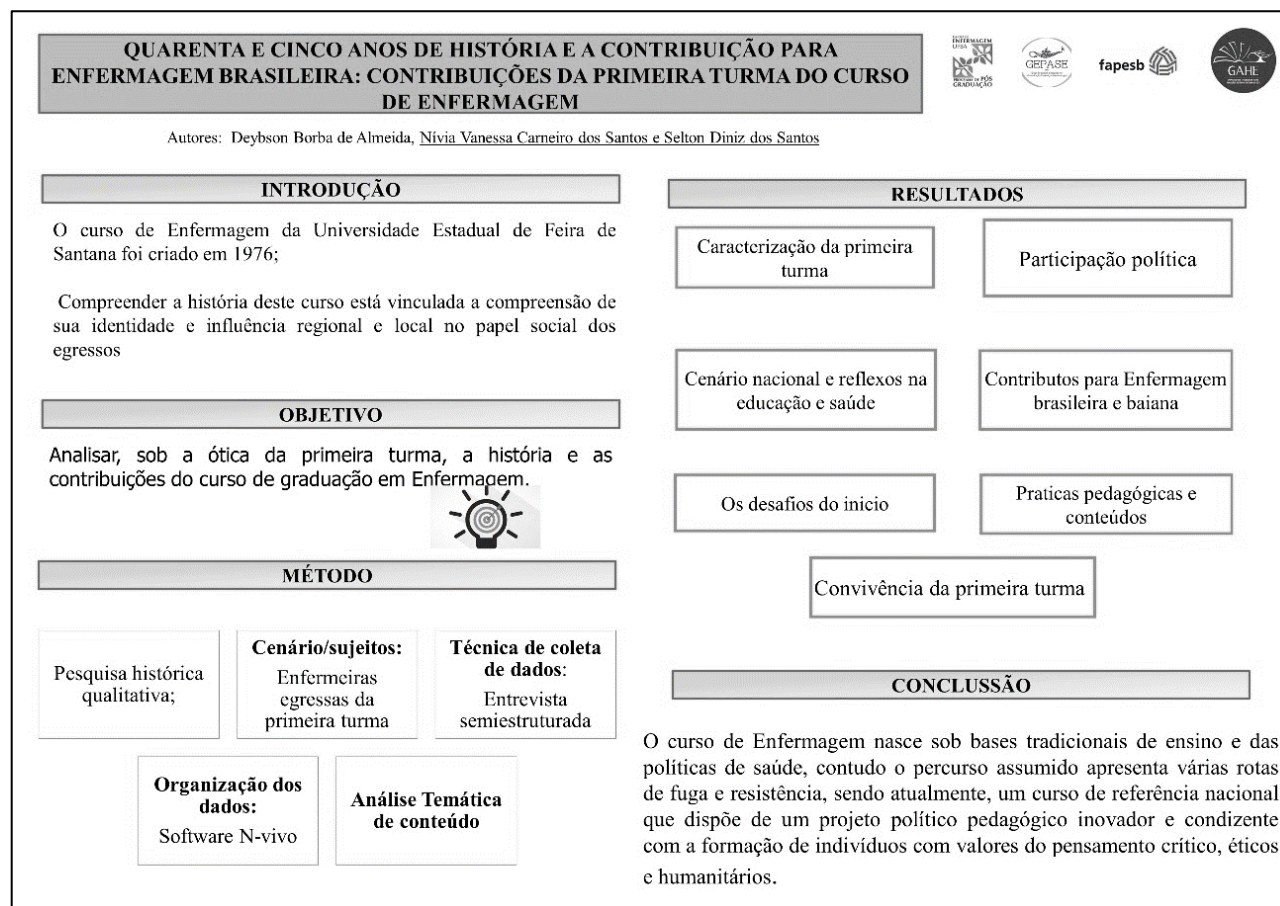 QUARENTA E CINCO ANOS DE HISTÓRIA E A CONTRIBUIÇÃO PARA
ENFERMAGEM BRASILEIRA: CONTRIBUIÇÕES DA PRIMEIRA TURMA DO CURSO
DE ENFERMAGEM
ENFERMAGEM
UFBA
PÓS
GRADUAÇÃO
GEPASE
fapesb
GAHE
Autores: Deybson Borba de Almeida, Nívia Vanessa Carneiro dos Santos e Selton Diniz dos Santos
INTRODUÇÃO
O curso de Enfermagem da Universidade Estadual de Feira de
Santana foi criado em 1976;
Compreender a história deste curso está vinculada a compreensão de
sua identidade e influência regional e local no papel social dos
egressos
OBJETIVO
Analisar, sob a ótica da primeira turma, a história e as
contribuições do curso de graduação em Enfermagem.
MÉTODO
Pesquisa histórica
qualitativa;
Cenário/sujeitos:
Enfermeiras
egressas da
primeira turma
Técnica de coleta
de dados:
Entrevista
semiestruturada
Organização dos
dados:
Software N-vivo
Análise Temática
de conteúdo
RESULTADOS
Caracterização da primeira
turma
Participação política
Cenário nacional e reflexos na
educação e saúde
Contributos para Enfermagem
brasileira e baiana
Os desafios do inicio
Praticas pedagógicas e
conteúdos
Convivência da primeira turma
CONCLUSSÃO
O curso de Enfermagem nasce sob bases tradicionais de ensino e das
políticas de saúde, contudo o percurso assumido apresenta várias rotas
de fuga e resistência, sendo atualmente, um curso de referência nacional
que dispõe de um projeto político pedagógico inovador e condizente
com a formação de indivíduos com valores do pensamento crítico, éticos
e humanitários.